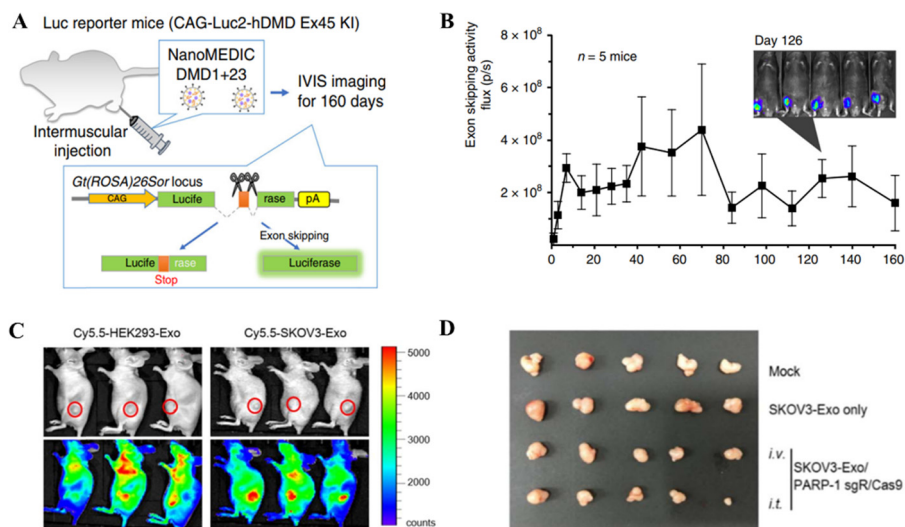 A
Luc reporter mice (CAG-Luc2-hDMD Ex45 KI)
NanoMEDIC
DMD1+23
IVIS imaging
for 160 days
Intermuscular
injection
Gt(ROSA)26Sor locus
CAG
Lucife
rase
pA
Exon skipping
Lucife
rase
Stop
Luciferase
B
Exon skipping activity
flux (p/s)
8 × 10⁸
6 × 10⁸
4 × 10⁸
2 × 10⁸
n = 5 mice
Day 126
0 20 40 60 80 100 120 140 160
C
Cy5.5-HEK293-Exo
Cy5.5-SKOV3-Exo
5000
4000
3000
2000
counts
D
Mock
SKOV3-Exo only
i.v.
SKOV3-Exo/
PARP-1 sgR/Cas9
i.t.